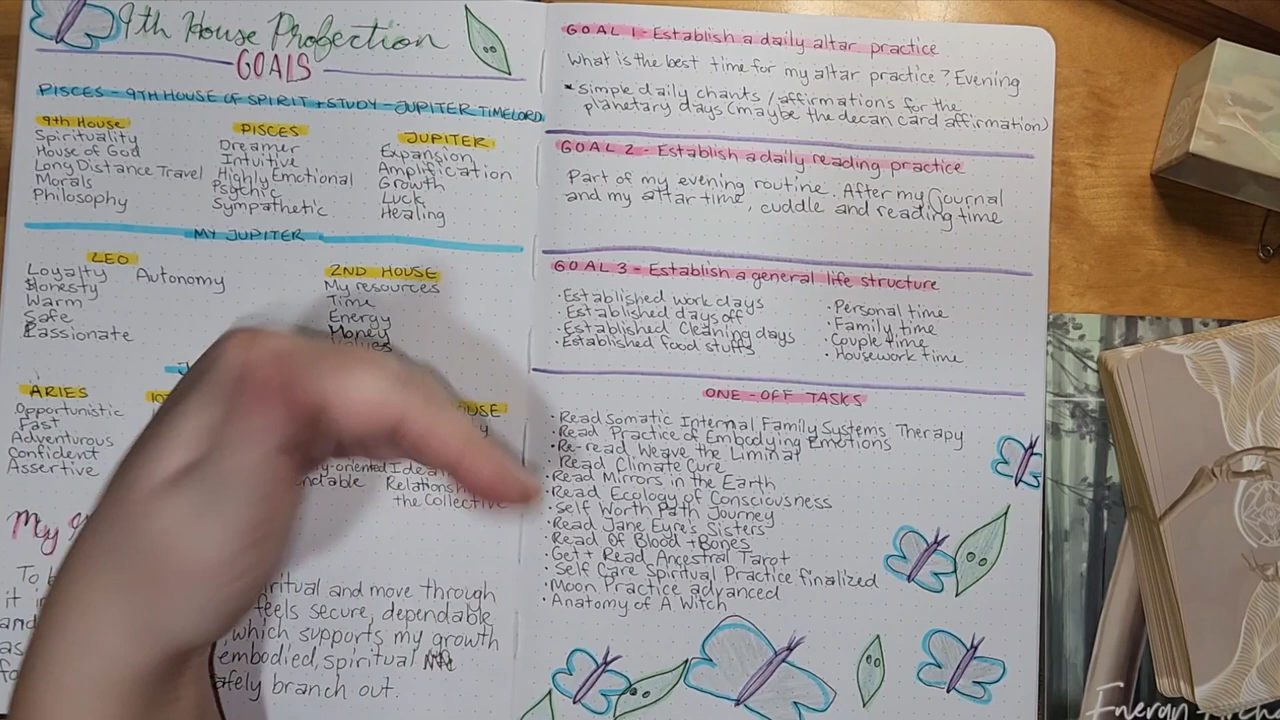 9th House Profection
GOALS
PISCES - 9TH HOUSE OF SPIRIT + STUDY - JUPITER TIMELORD
9th House
Spirituality
House of God
Long Distance Travel
Morals
Philosophy
PISCES
Dreamer
Intuitive
Highly Emotional
Psychic
Sympathetic
JUPITER
Expansion
Amplification
Growth
Luck
Healing
MY JUPITER
LEO
Loyalty Autonomy
Honesty
Warm
Safe
Passionate
2ND HOUSE
My resources
Time
Energy
Money
Values
ARIES
Opportunistic
Fast
Adventurous
Confident
Assertive
Relations
the Collective
My
To
it i
and
as
fo
ritual and move through
feels secure, dependable
which supports my growth
embodied, spiritual
afely branch out.
GOAL 1 - Establish a daily altar practice
What is the best time for my altar practice? Evening
* Simple daily chants / affirmations for the
planetary days (maybe the decan card affirmation)
GOAL 2 - Establish a daily reading practice
Part of my evening routine. After my journal
and my altar time, cuddle and reading time
GOAL 3 - Establish a general life structure
· Established work days
· Established days off
· Established Cleaning days
· Established food stuffs
· Personal time
· Family time
· Couple time
· Housework time
ONE-OFF TASKS
· Read Somatic Internal Family Systems Therapy
· Read Practice of Embodying Emotions
· Re-read Weave the Liminal
Read Climate Cure
· Read Mirrors in the Earth
· Read Ecology of Consciousness
· Self Worth Path Journey
· Read Jane Eyre's Sisters
· Read Of Blood + Bones
· Get + Read Ancestral Tarot
· Self Care Spiritual Practice finalized
· Moon Practice advanced
· Anatomy of A Witch